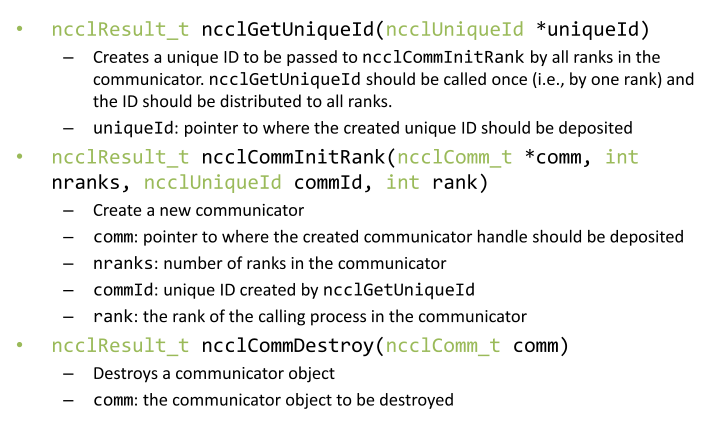 • ncclResult_t ncclGetUniqueId(ncclUniqueId *uniqueId)
– Creates a unique ID to be passed to ncclCommInitRank by all ranks in the
communicator. ncclGetUniqueId should be called once (i.e., by one rank) and
the ID should be distributed to all ranks.
– uniqueId: pointer to where the created unique ID should be deposited
• ncclResult_t ncclCommInitRank(ncclComm_t *comm, int
nranks, ncclUniqueId commId, int rank)
– Create a new communicator
– comm: pointer to where the created communicator handle should be deposited
– nranks: number of ranks in the communicator
– commId: unique ID created by ncclGetUniqueId
– rank: the rank of the calling process in the communicator
• ncclResult_t ncclCommDestroy(ncclComm_t comm)
– Destroys a communicator object
– comm: the communicator object to be destroyed